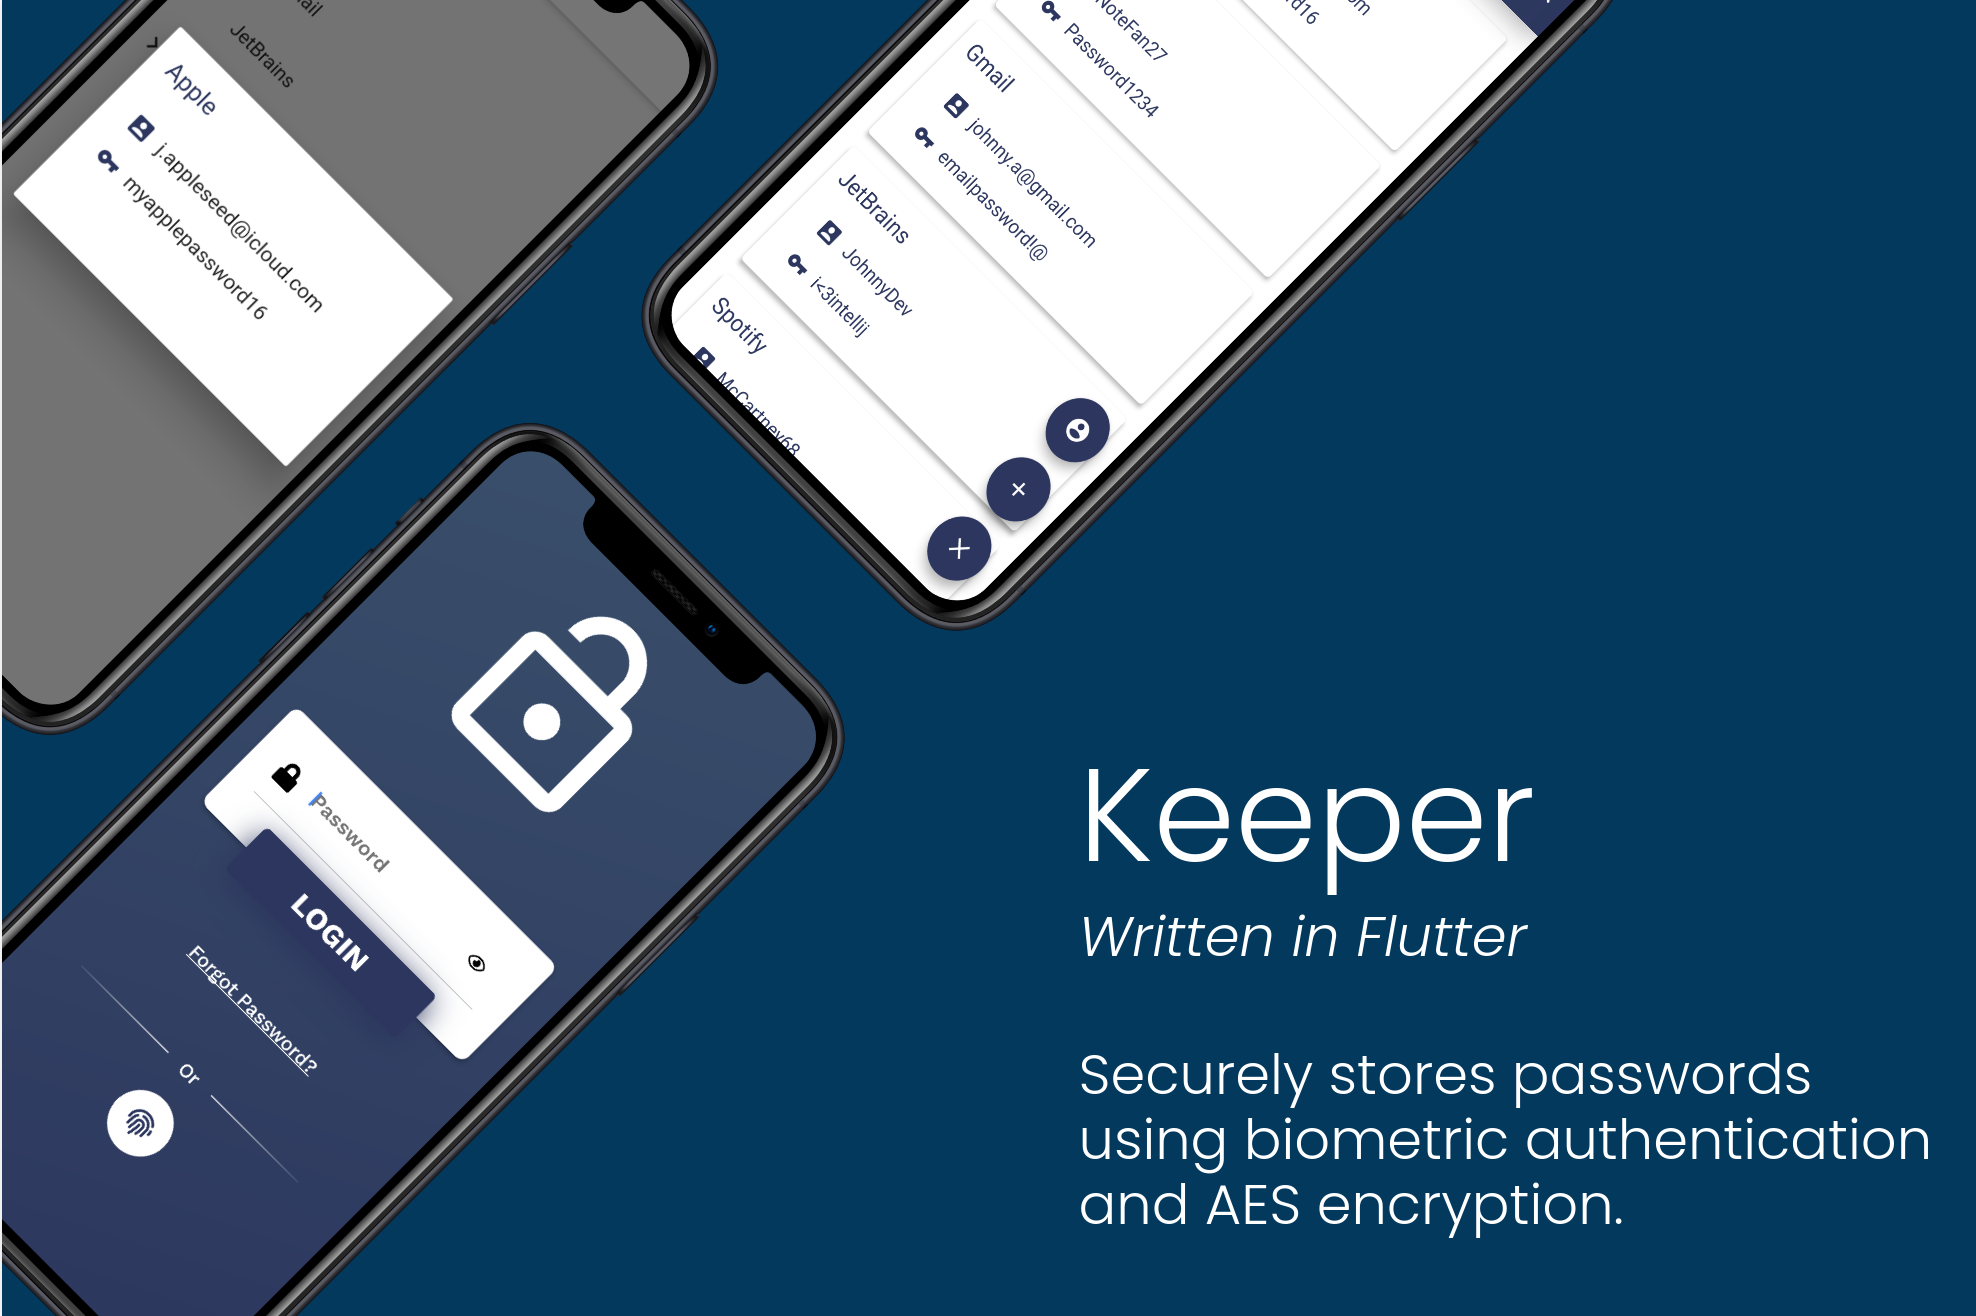 JetBrains
Apple
j.appleseed@icloud.com
myapplepassword16
NoteFan27
Password1234
Gmail
johnny.a@gmail.com
emailpassword!@
JetBrains
JohnnyDev
i<3intellij
Spotify
McCartney68
Password
LOGIN
Forgot Password?
Or
Keeper
Written in Flutter
Securely stores passwords
using biometric authentication
and AES encryption.